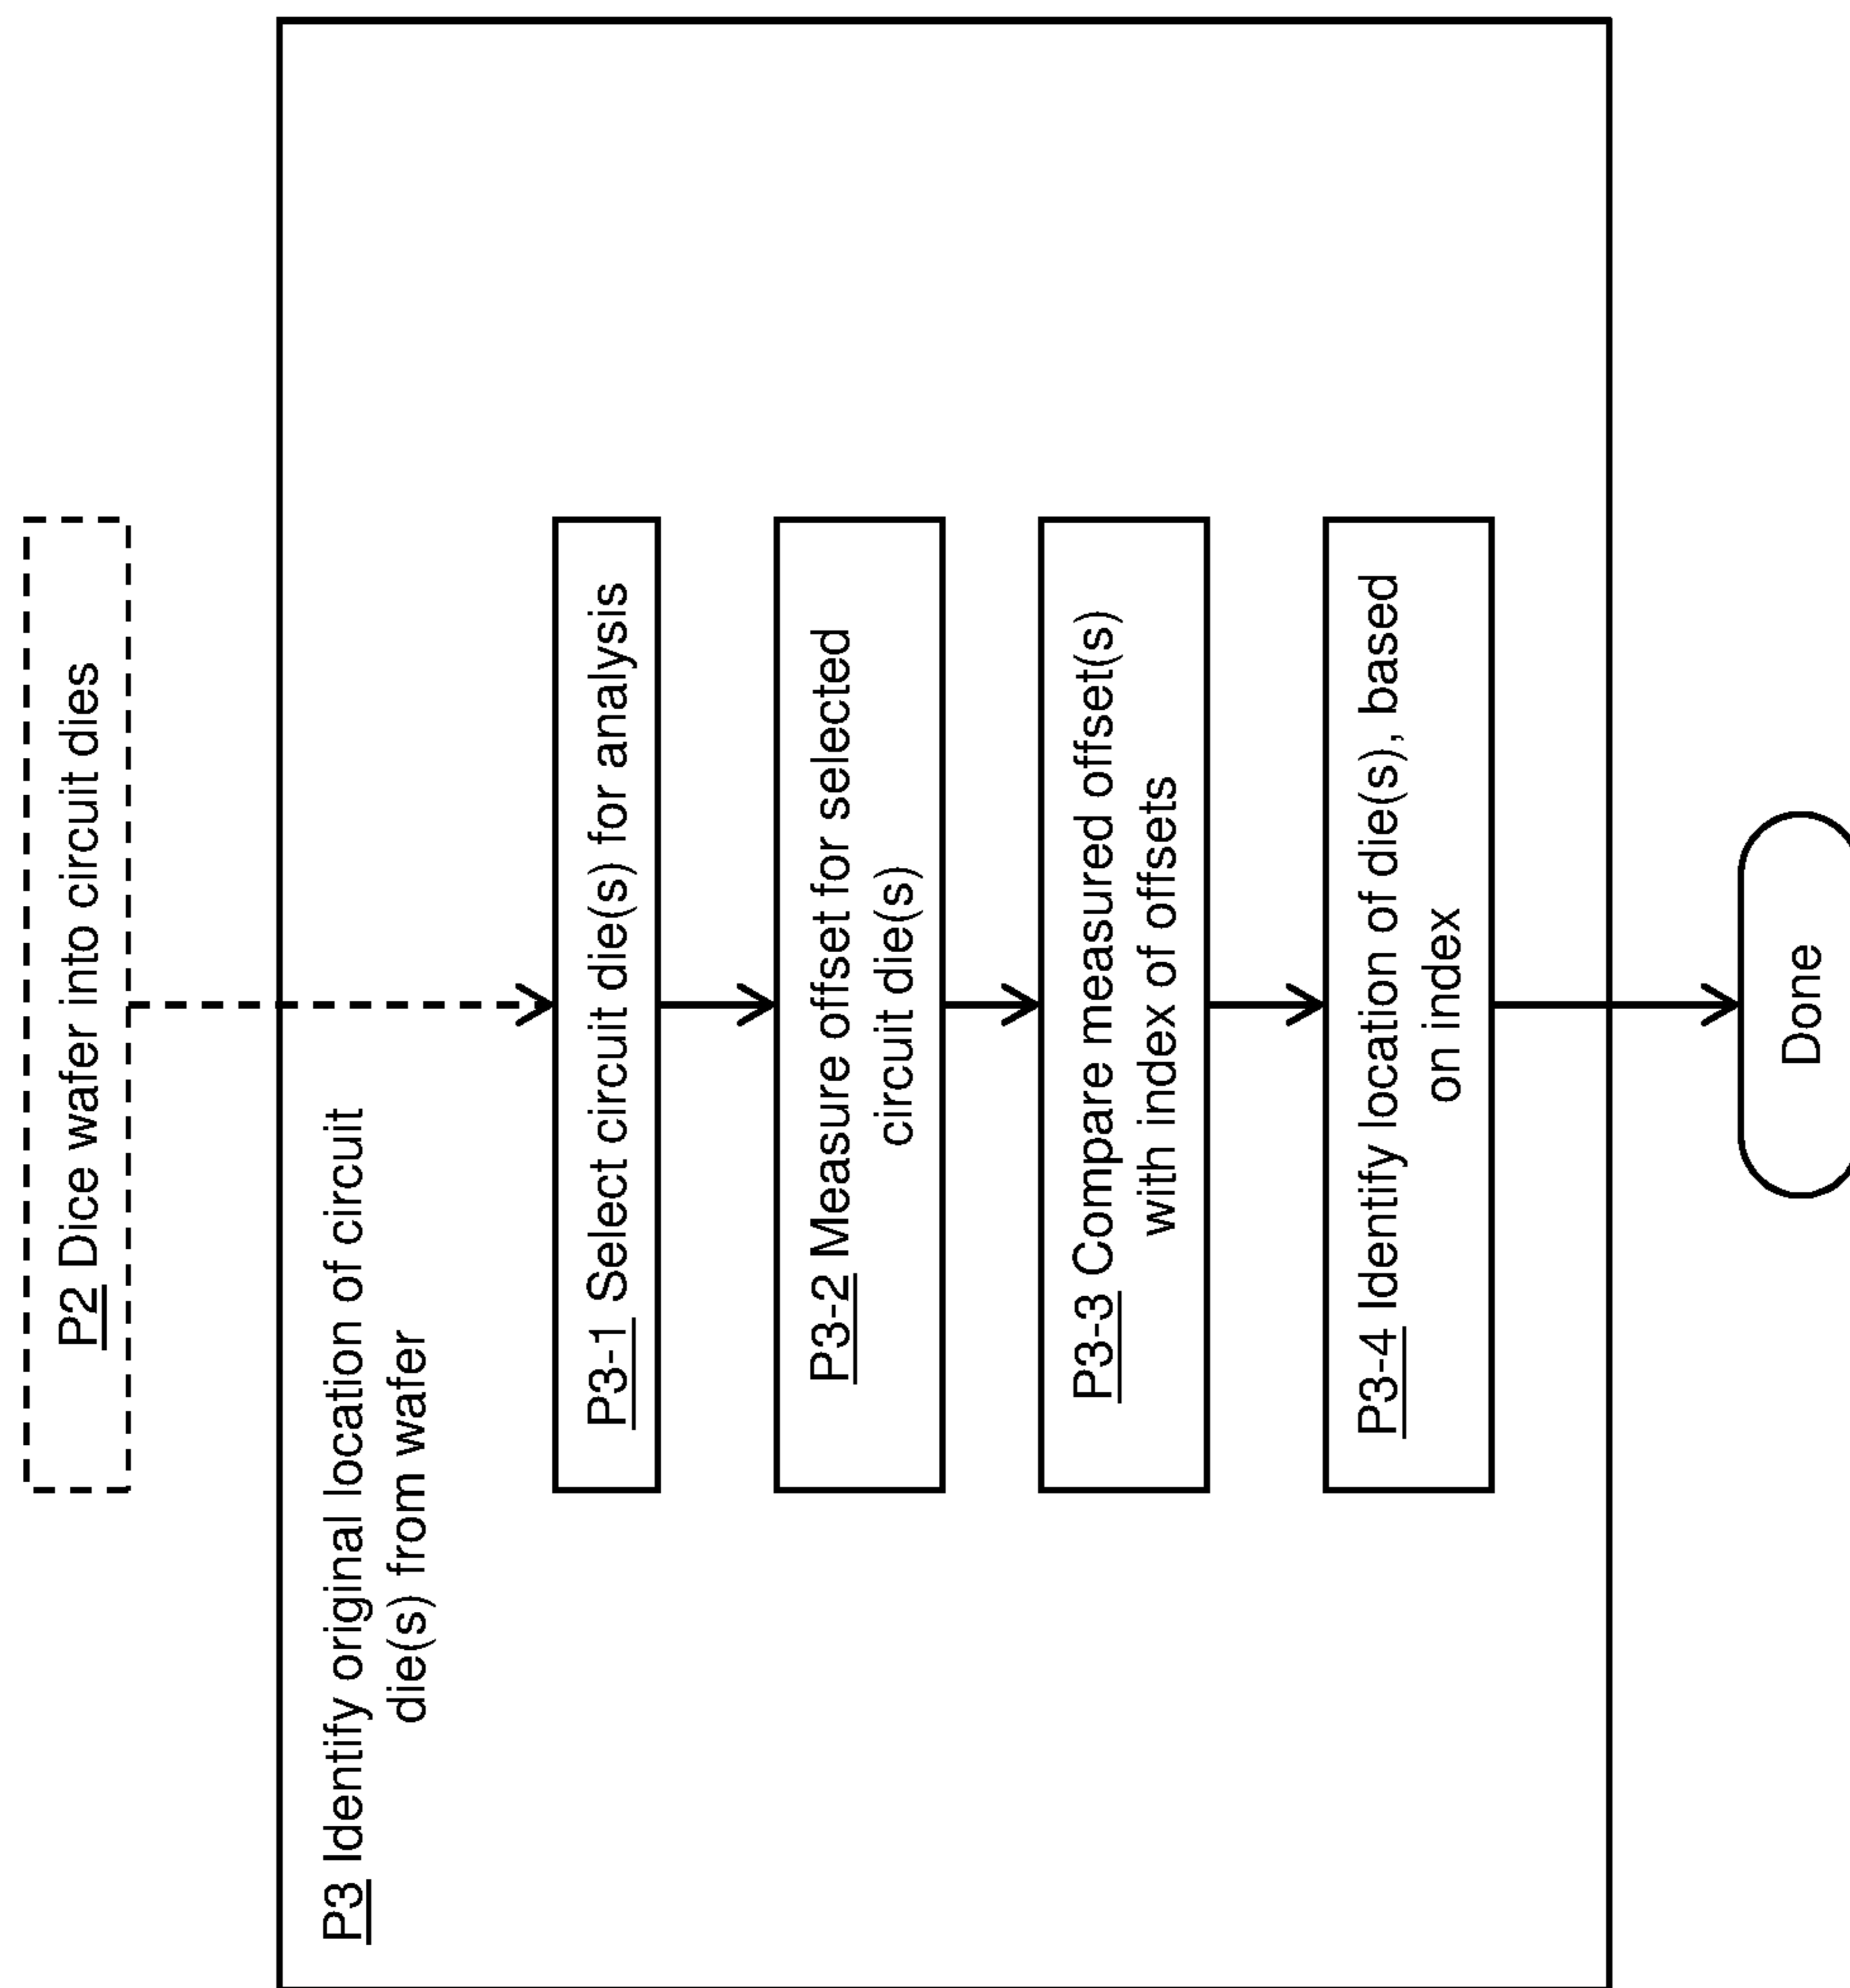 P2 Dice wafer into circuit dies
P3 Identify original location of circuit
die(s) from wafer
P3-1 Select circuit die(s) for analysis
P3-2 Measure offset for selected
circuit die(s)
P3-3 Compare measured offset(s)
with index of offsets
P3-4 Identify location of die(s), based
on index
Done